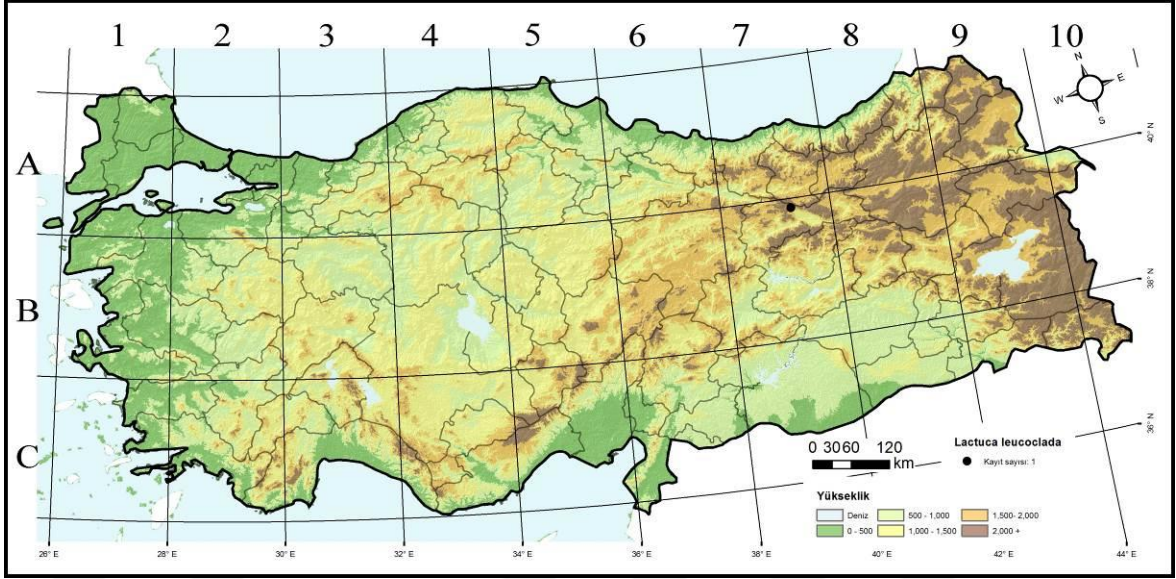 1 2 3 4 5 6 7 8 9 10
N
W E
S
40° N
A
38° N
B
36° N
C
0 3060 120
km
Lactuca leucoclada
Kayıt sayısı: 1
Yükseklik
Deniz 500 - 1,000 1,500- 2,000
0 - 500 1,000 - 1,500 2,000 +
26° E 28° E 30° E 32° E 34° E 36° E 38° E 40° E 42° E 44° E